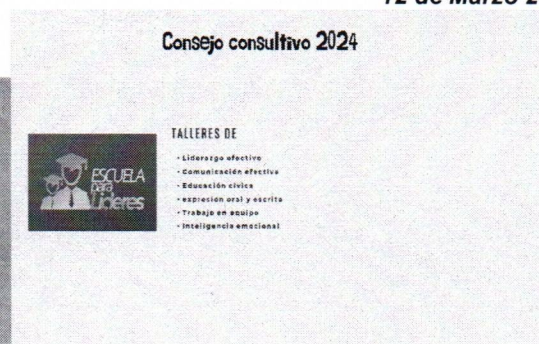 12 de Marzo 2
Consejo consultivo 2024
TALLERES DE
ESCUELA
para
Líderes
- Liderazgo efectivo
- Comunicación efectiva
- Educación cívica
- expresión oral y escrita
- Trabajo en equipo
- Inteligencia emocional